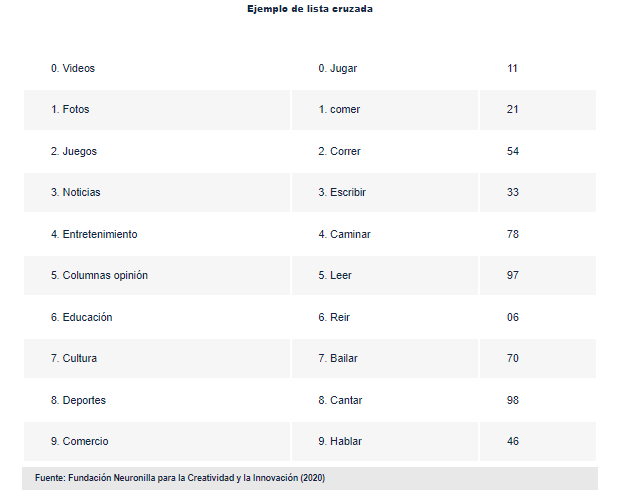 Ejemplo de lista cruzada
0. Videos 0. Jugar 11
1. Fotos 1. comer 21
2. Juegos 2. Correr 54
3. Noticias 3. Escribir 33
4. Entretenimiento 4. Caminar 78
5. Columnas opinión 5. Leer 97
6. Educación 6. Reir 06
7. Cultura 7. Bailar 70
8. Deportes 8. Cantar 98
9. Comercio 9. Hablar 46
Fuente: Fundación Neuronilla para la Creatividad y la Innovación (2020)